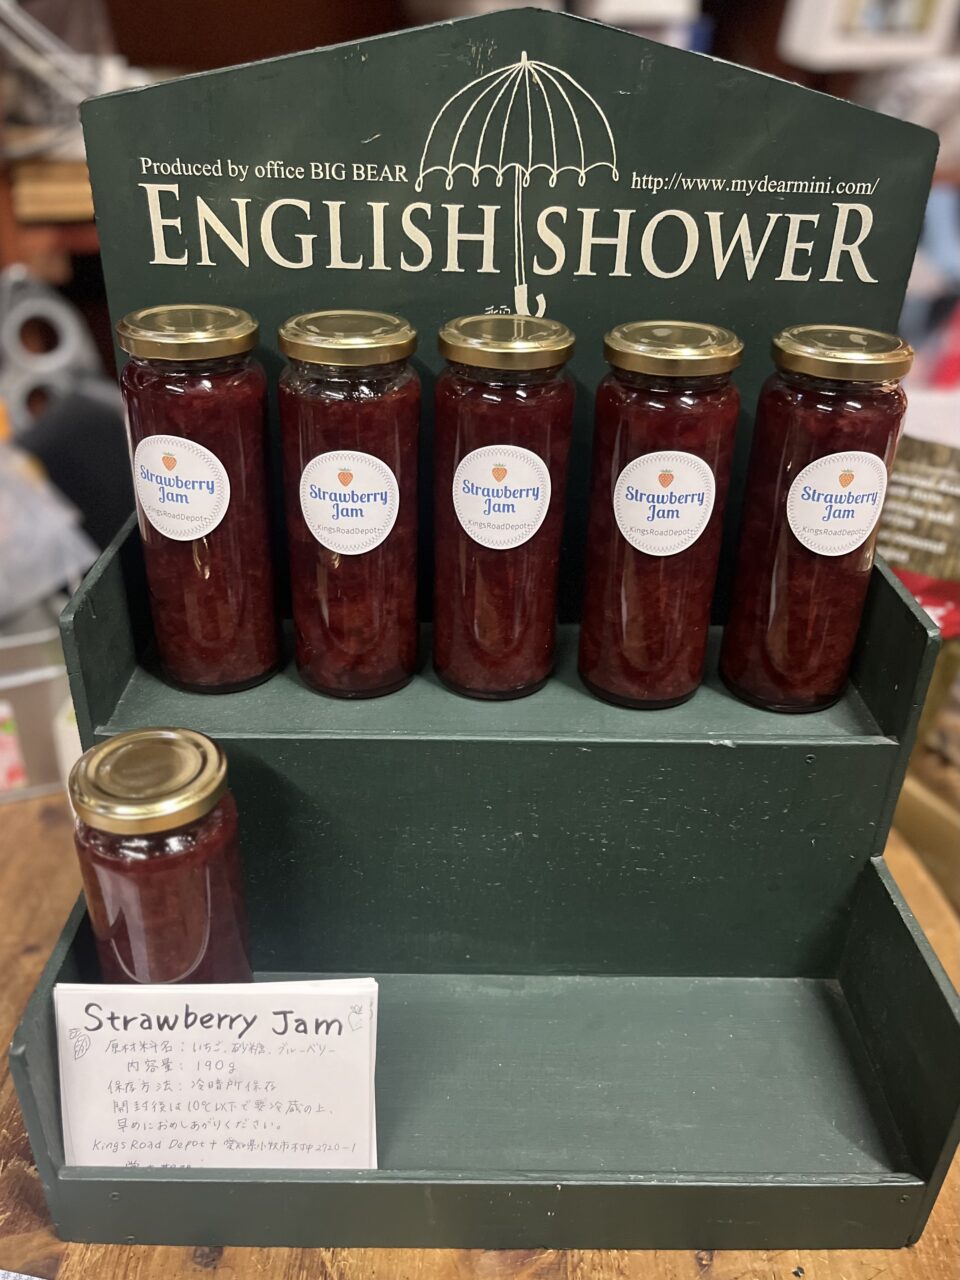 Produced by office BIG BEAR
http://www.mydearmini.com/
ENGLISH SHOWER
Strawberry
Jam
KingsRoadDepot
Strawberry
Jam
KingsRoadDepot
Strawberry
Jam
KingsRoadDepot
Strawberry
Jam
KingsRoadDepot
Strawberry
Jam
KingsRoadDepot
Strawberry Jam
原材料名：いちご、砂糖、ブルーベリー
内容量：190g
保存方法：冷暗所保存
開封後は10℃以下で要冷蔵の上、
早めにおめしあがりください。
Kings Road Depot 愛知県小牧市 2720-1